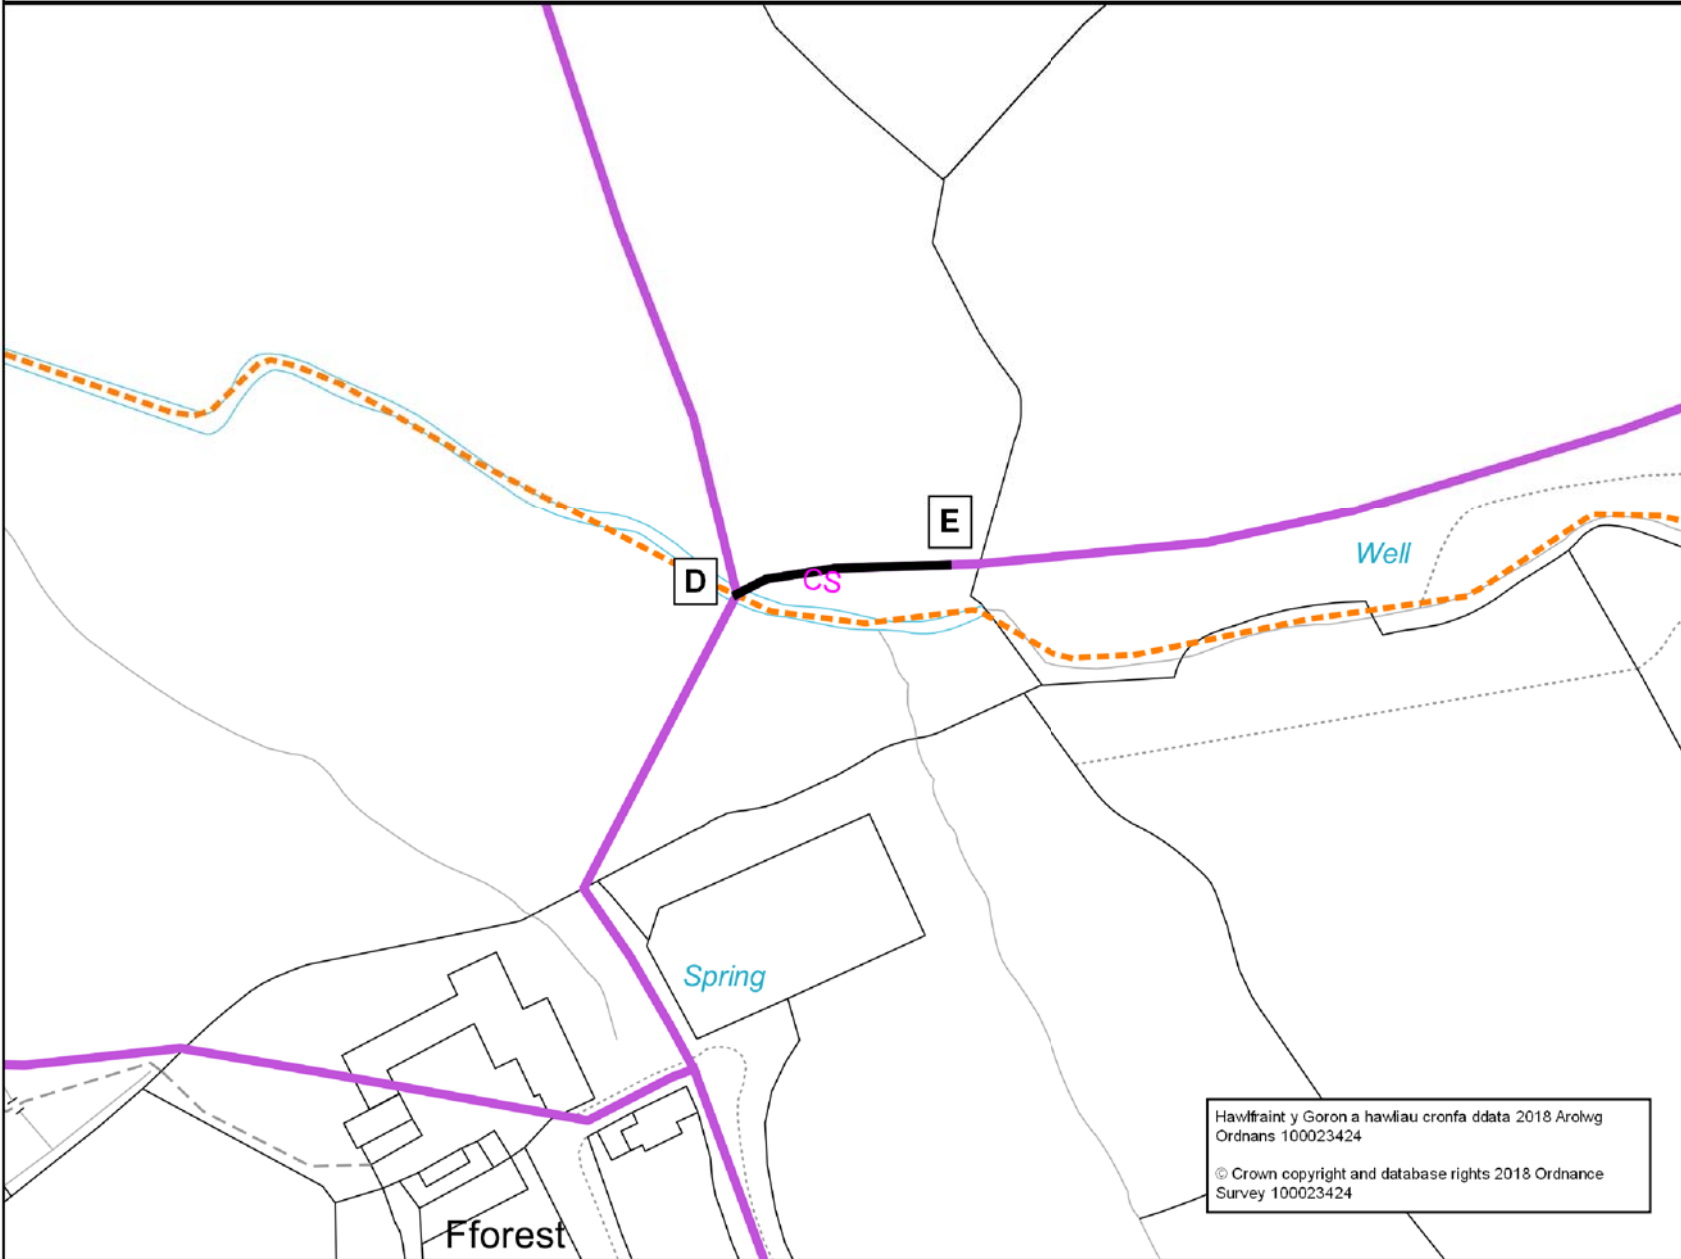 E
D
CS
Well
Spring
Fforest
Hawlfraint y Goron a hawliau cronfa ddata 2018 Arolwg
Ordnans 100023424
© Crown copyright and database rights 2018 Ordnance
Survey 100023424